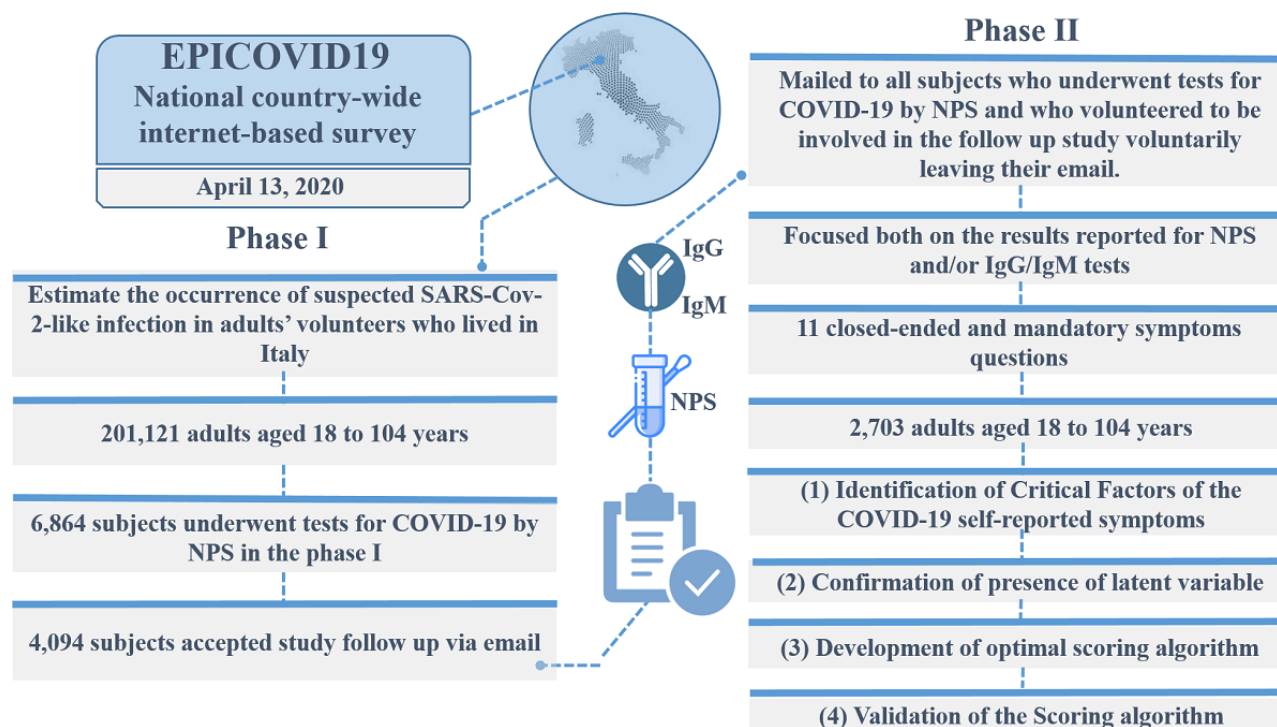 EPICOVID19
National country-wide
internet-based survey
April 13, 2020
Phase I
Estimate the occurrence of suspected SARS-Cov-
2-like infection in adults’ volunteers who lived in
Italy
201,121 adults aged 18 to 104 years
6,864 subjects underwent tests for COVID-19 by
NPS in the phase I
4,094 subjects accepted study follow up via email
IgG
IgM
NPS
Phase II
Mailed to all subjects who underwent tests for
COVID-19 by NPS and who volunteered to be
involved in the follow up study voluntarily
leaving their email.
Focused both on the results reported for NPS
and/or IgG/IgM tests
11 closed-ended and mandatory symptoms
questions
2,703 adults aged 18 to 104 years
(1) Identification of Critical Factors of the
COVID-19 self-reported symptoms
(2) Confirmation of presence of latent variable
(3) Development of optimal scoring algorithm
(4) Validation of the Scoring algorithm